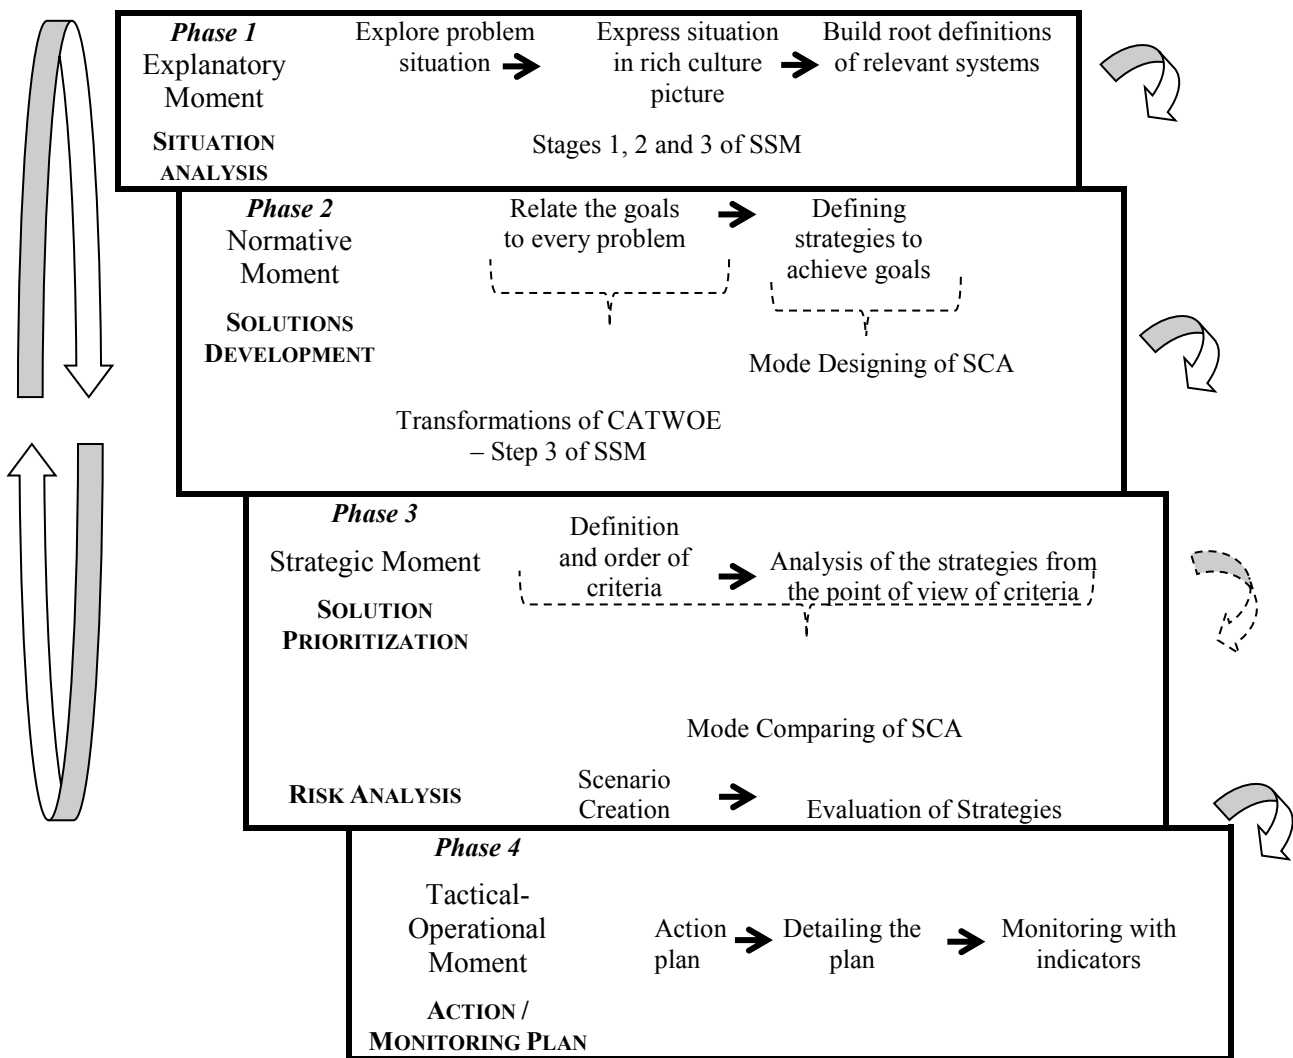 Phase 1
Explanatory
Moment
SITUATION
ANALYSIS
Explore problem
situation
Express situation
in rich culture
picture
Build root definitions
of relevant systems
Stages 1, 2 and 3 of SSM
Phase 2
Normative
Moment
SOLUTIONS
DEVELOPMENT
Relate the goals
to every problem
Defining
strategies to
achieve goals
Mode Designing of SCA
Transformations of CATWOE
– Step 3 of SSM
Phase 3
Strategic Moment
SOLUTION
PRIORITIZATION
Definition
and order of
criteria
Analysis of the strategies from
the point of view of criteria
Mode Comparing of SCA
RISK ANALYSIS
Scenario
Creation
Evaluation of Strategies
Phase 4
Tactical-
Operational
Moment
ACTION /
MONITORING PLAN
Action
plan
Detailing the
plan
Monitoring with
indicators